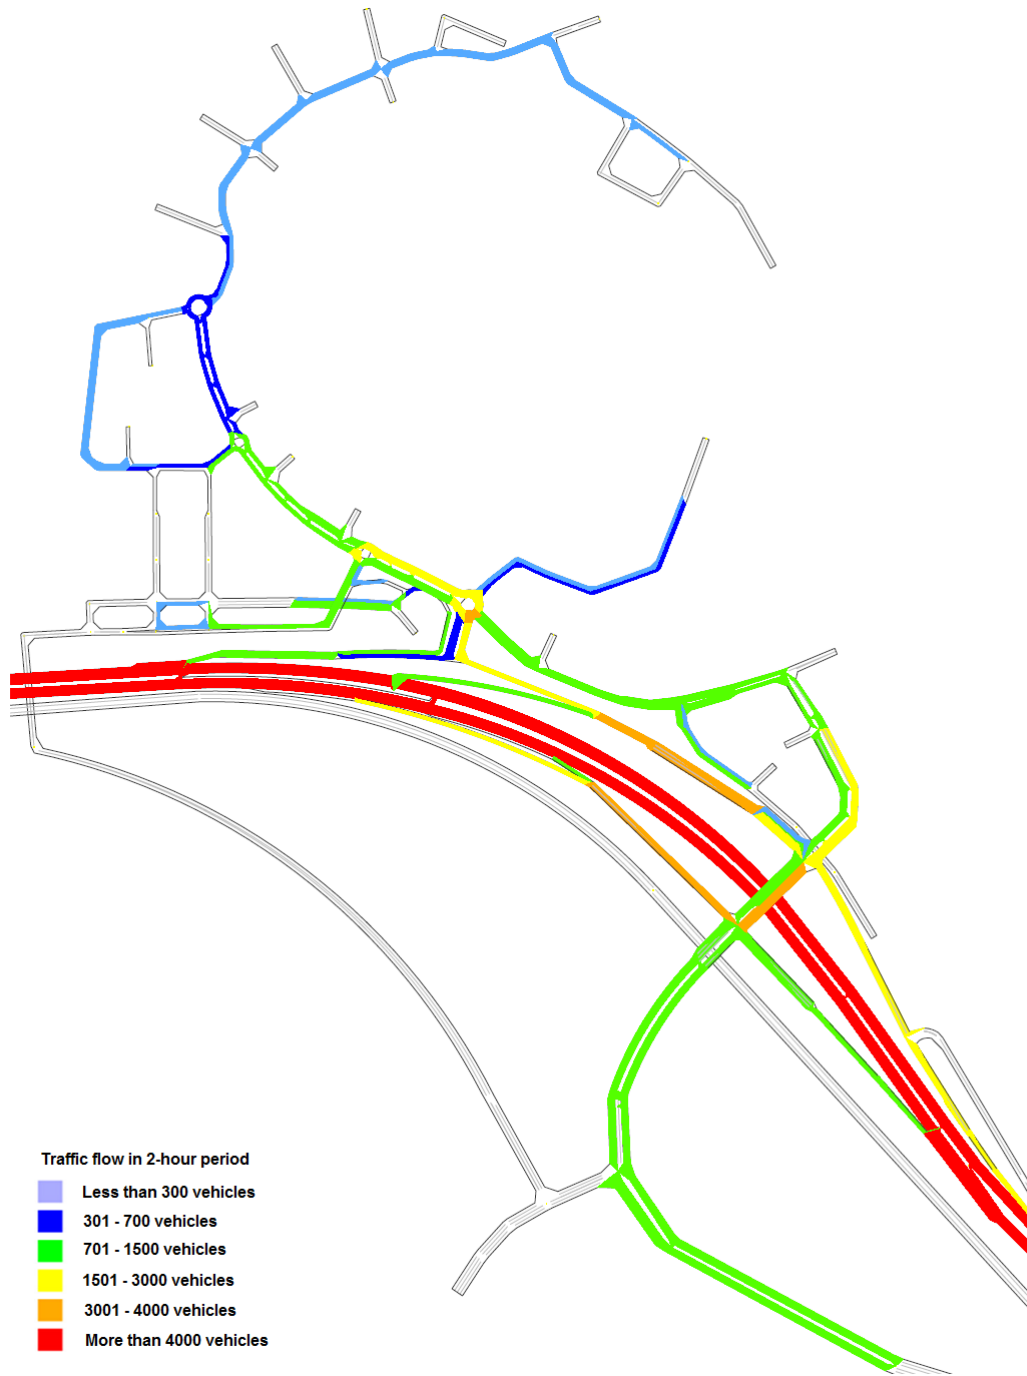 Traffic flow in 2-hour period
Less than 300 vehicles
301 - 700 vehicles
701 - 1500 vehicles
1501 - 3000 vehicles
3001 - 4000 vehicles
More than 4000 vehicles